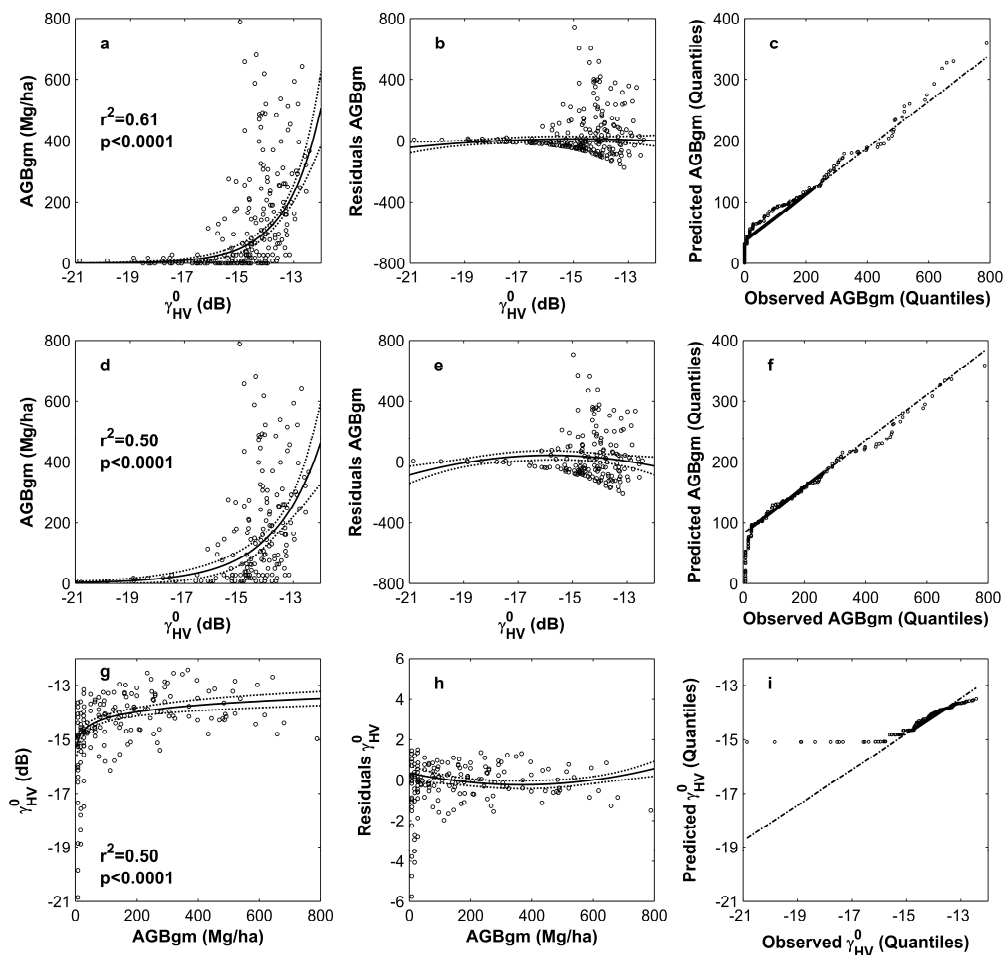 a
r²=0.61
p<0.0001
AGBgm (Mg/ha)
800
600
400
200
0
-21 -19 -17 -15 -13
γ⁰HV (dB)
b
Residuals AGBgm
800
400
0
-400
-800
-21 -19 -17 -15 -13
γ⁰HV (dB)
c
Predicted AGBgm (Quantiles)
400
300
200
100
0
0 200 400 600 800
Observed AGBgm (Quantiles)
d
r²=0.50
p<0.0001
AGBgm (Mg/ha)
800
600
400
200
0
-21 -19 -17 -15 -13
γ⁰HV (dB)
e
Residuals AGBgm
800
400
0
-400
-800
-21 -19 -17 -15 -13
γ⁰HV (dB)
f
Predicted AGBgm (Quantiles)
400
300
200
100
0
0 200 400 600 800
Observed AGBgm (Quantiles)
g
r²=0.50
p<0.0001
γ⁰HV (dB)
-13
-15
-17
-19
-21
0 200 400 600 800
AGBgm (Mg/ha)
h
Residuals γ⁰HV
6
4
2
0
-2
-4
-6
0 200 400 600 800
AGBgm (Mg/ha)
i
Predicted γ⁰HV (Quantiles)
-13
-15
-17
-19
-21
-21 -19 -17 -15 -13
Observed γ⁰HV (Quantiles)